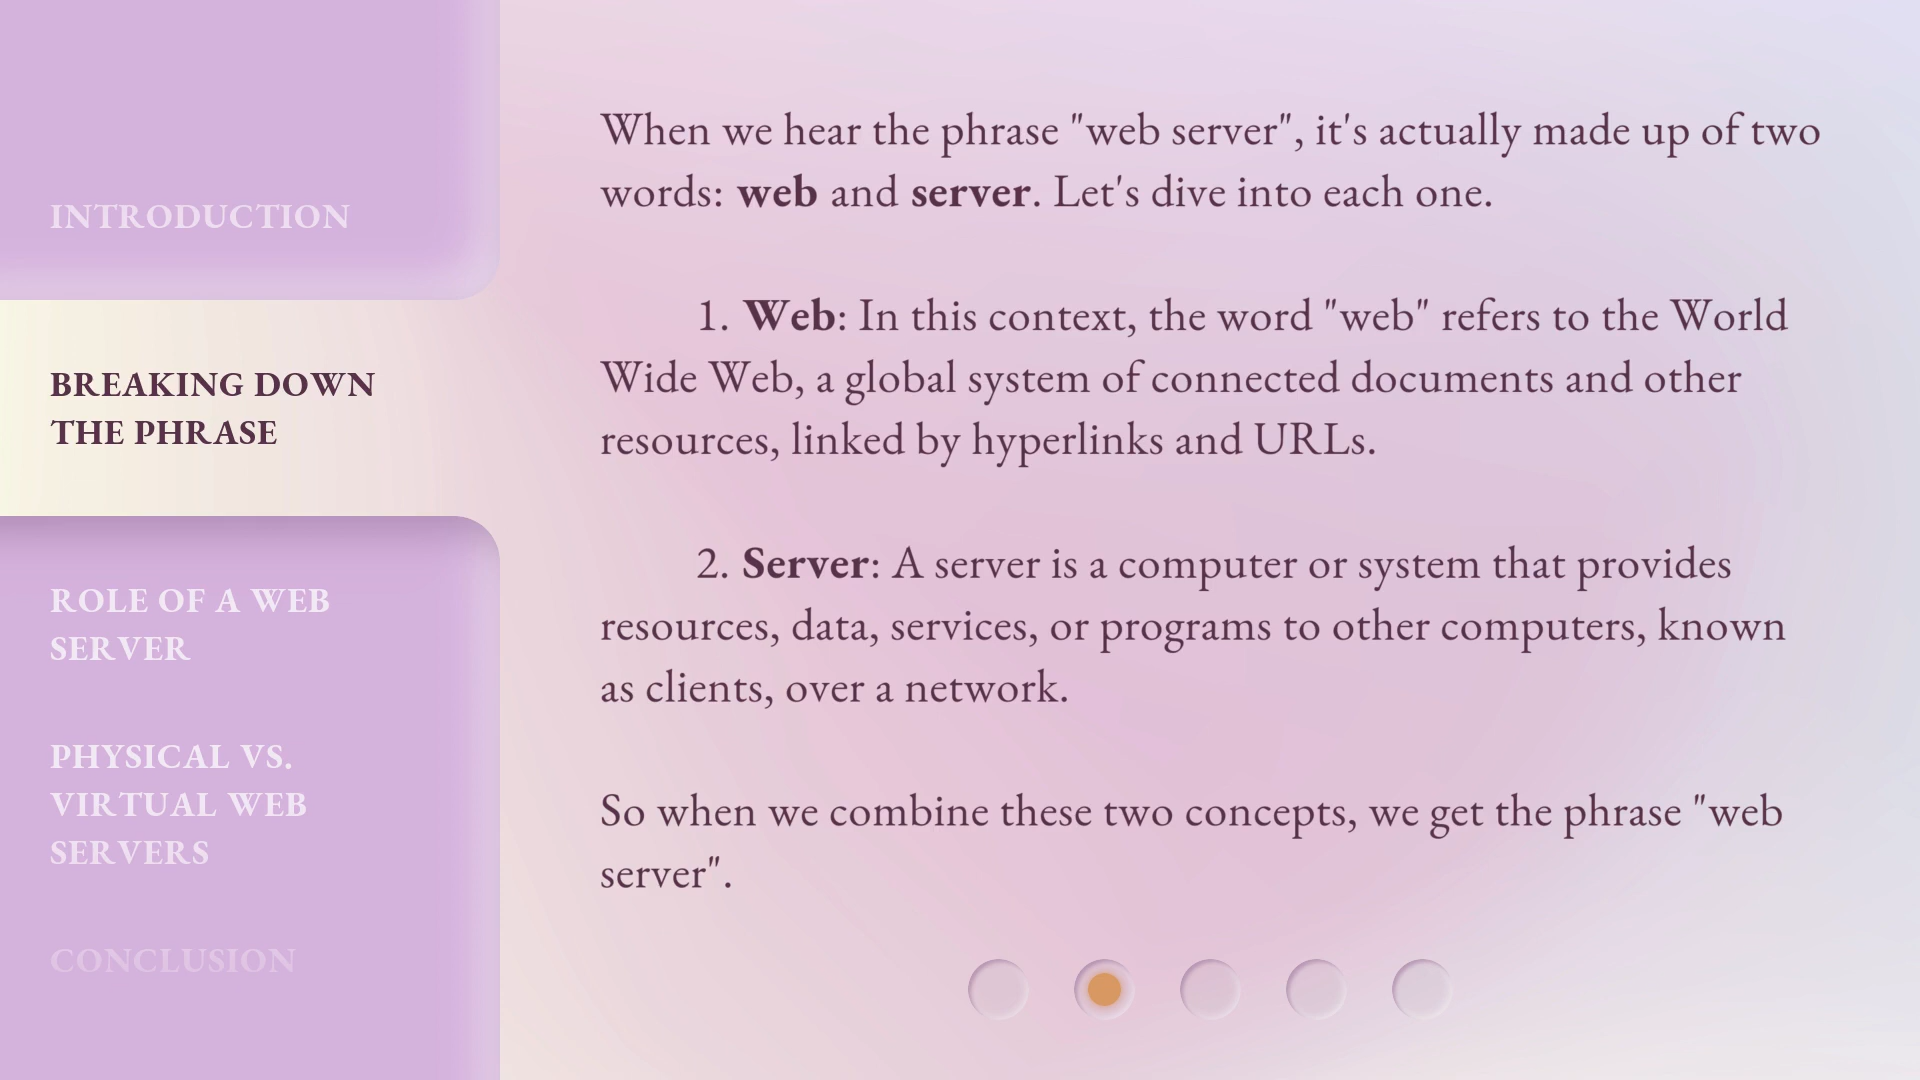 INTRODUCTION
BREAKING DOWN
THE PHRASE
ROLE OF A WEB
SERVER
PHYSICAL VS.
VIRTUAL WEB
SERVERS
CONCLUSION
When we hear the phrase "web server", it's actually made up of two
words: web and server. Let's dive into each one.
1. Web: In this context, the word "web" refers to the World
Wide Web, a global system of connected documents and other
resources, linked by hyperlinks and URLs.
2. Server: A server is a computer or system that provides
resources, data, services, or programs to other computers, known
as clients, over a network.
So when we combine these two concepts, we get the phrase "web
server".